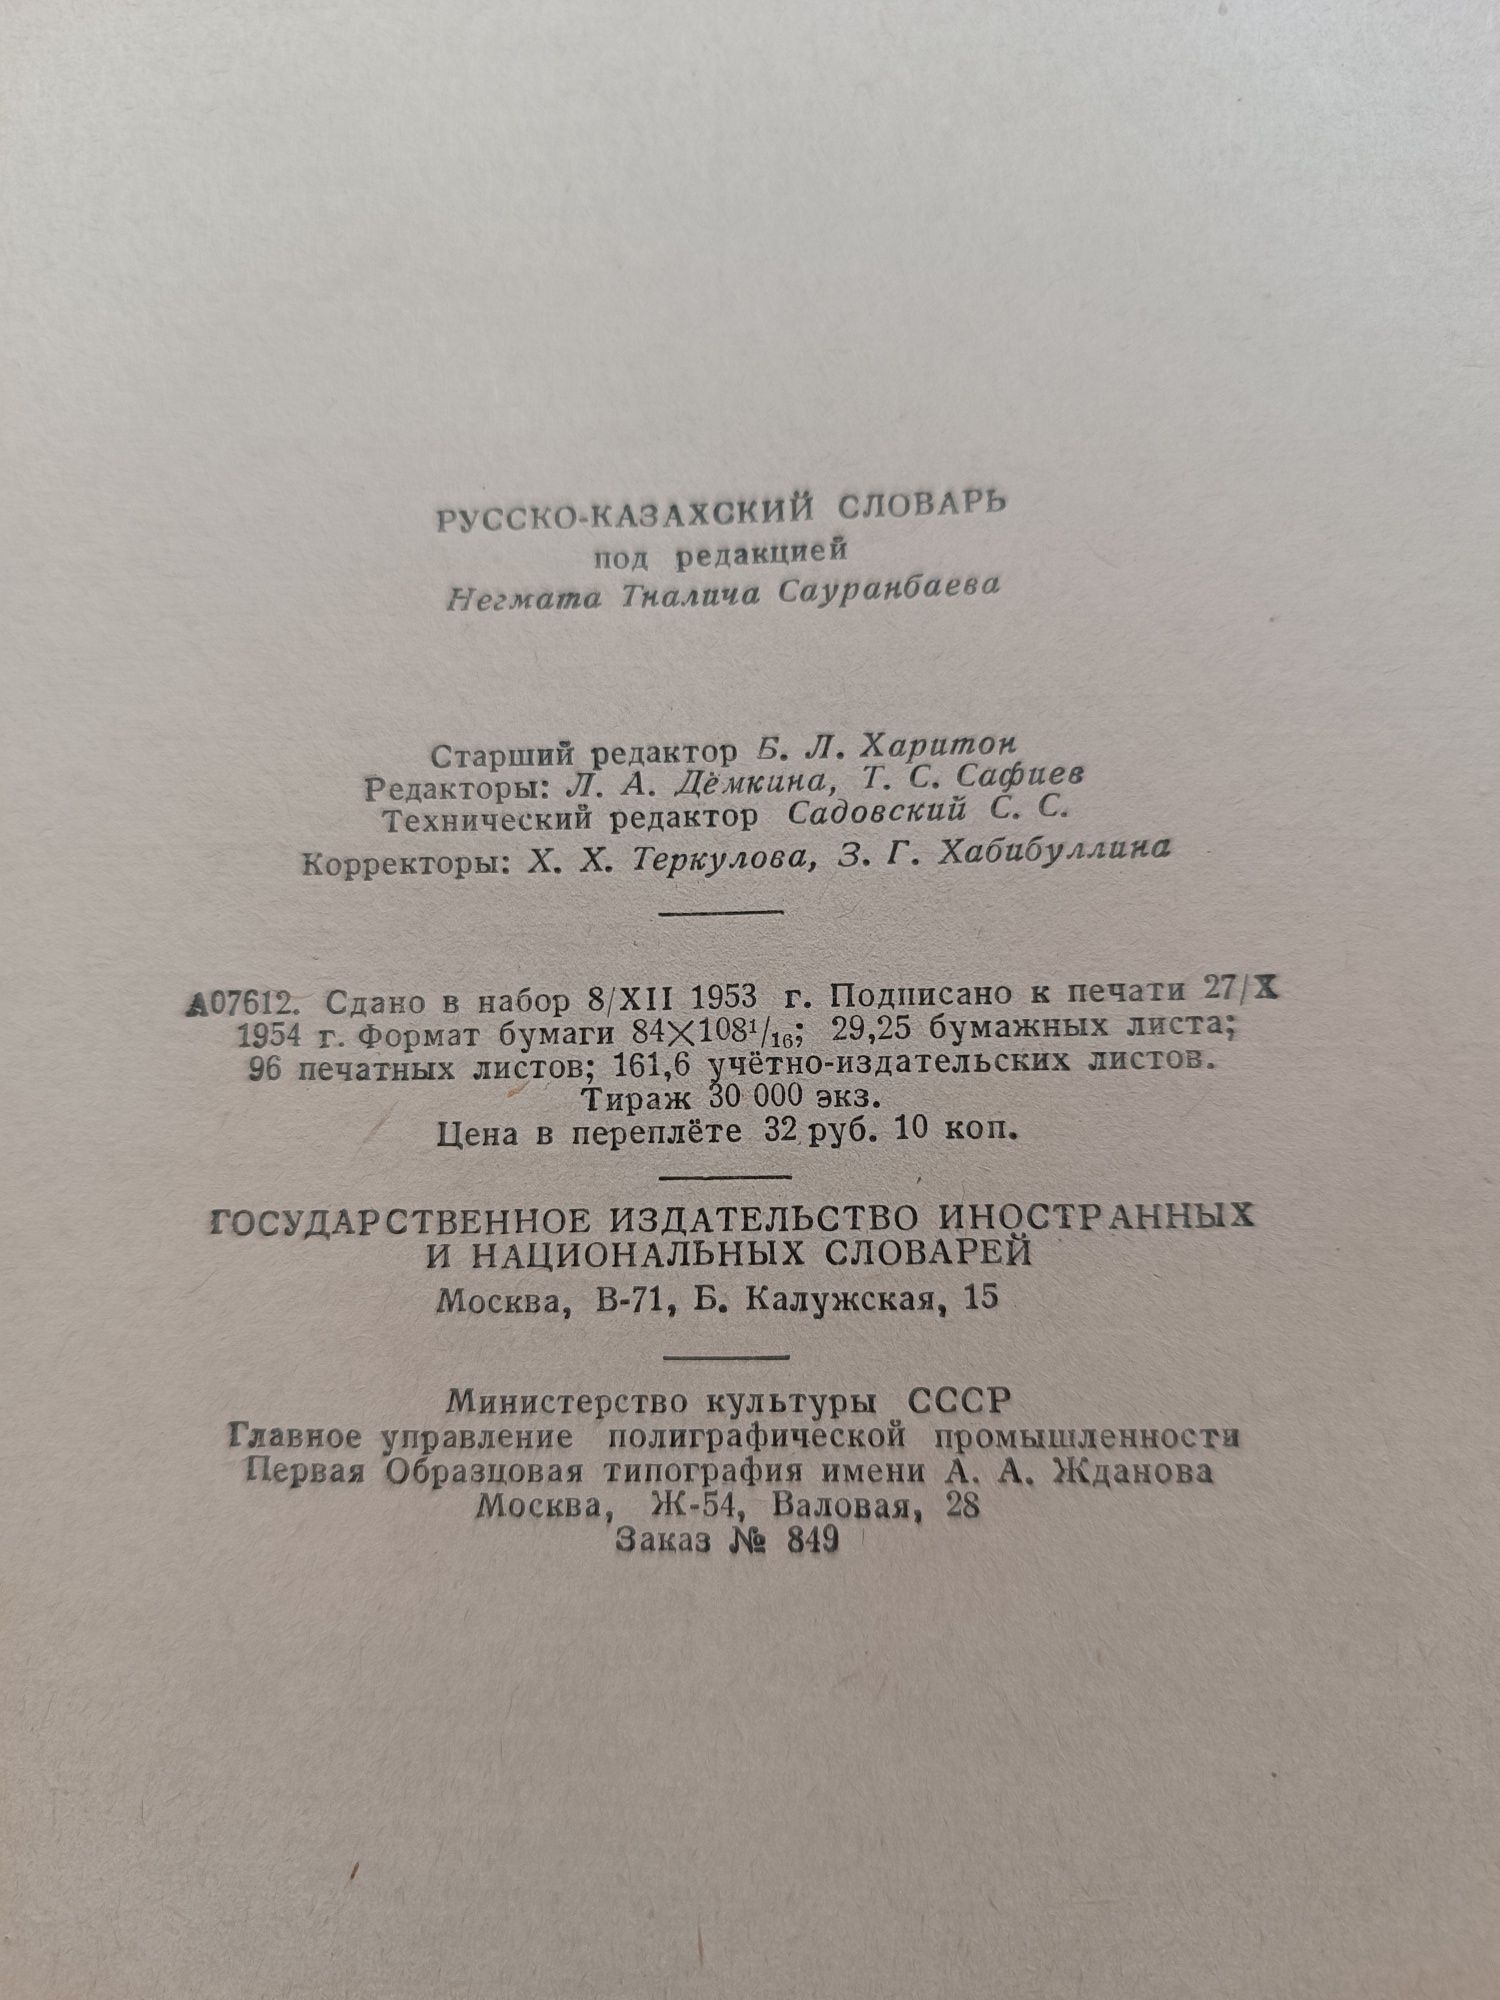 РУССКО-КАЗАХСКИЙ СЛОВАРЬ
под редакцией
Негмата Тналича Сауранбаева
Старший редактор Б. Л. Харитон
Редакторы: Л. А. Дёмкина, Т. С. Сафиев
Технический редактор Садовский С. С.
Корректоры: Х. Х. Теркулова, З. Г. Хабибуллина
А07612. Сдано в набор 8/XII 1953 г. Подписано к печати 27/X
1954 г. Формат бумаги 84×108¹/₁₆; 29,25 бумажных листа;
96 печатных листов; 161,6 учётно-издательских листов.
Тираж 30 000 экз.
Цена в переплёте 32 руб. 10 коп.
ГОСУДАРСТВЕННОЕ ИЗДАТЕЛЬСТВО ИНОСТРАННЫХ
И НАЦИОНАЛЬНЫХ СЛОВАРЕЙ
Москва, В-71, Б. Калужская, 15
Министерство культуры СССР
Главное управление полиграфической промышленности
Первая Образцовая типография имени А. А. Жданова
Москва, Ж-54, Валовая, 28
Заказ № 849